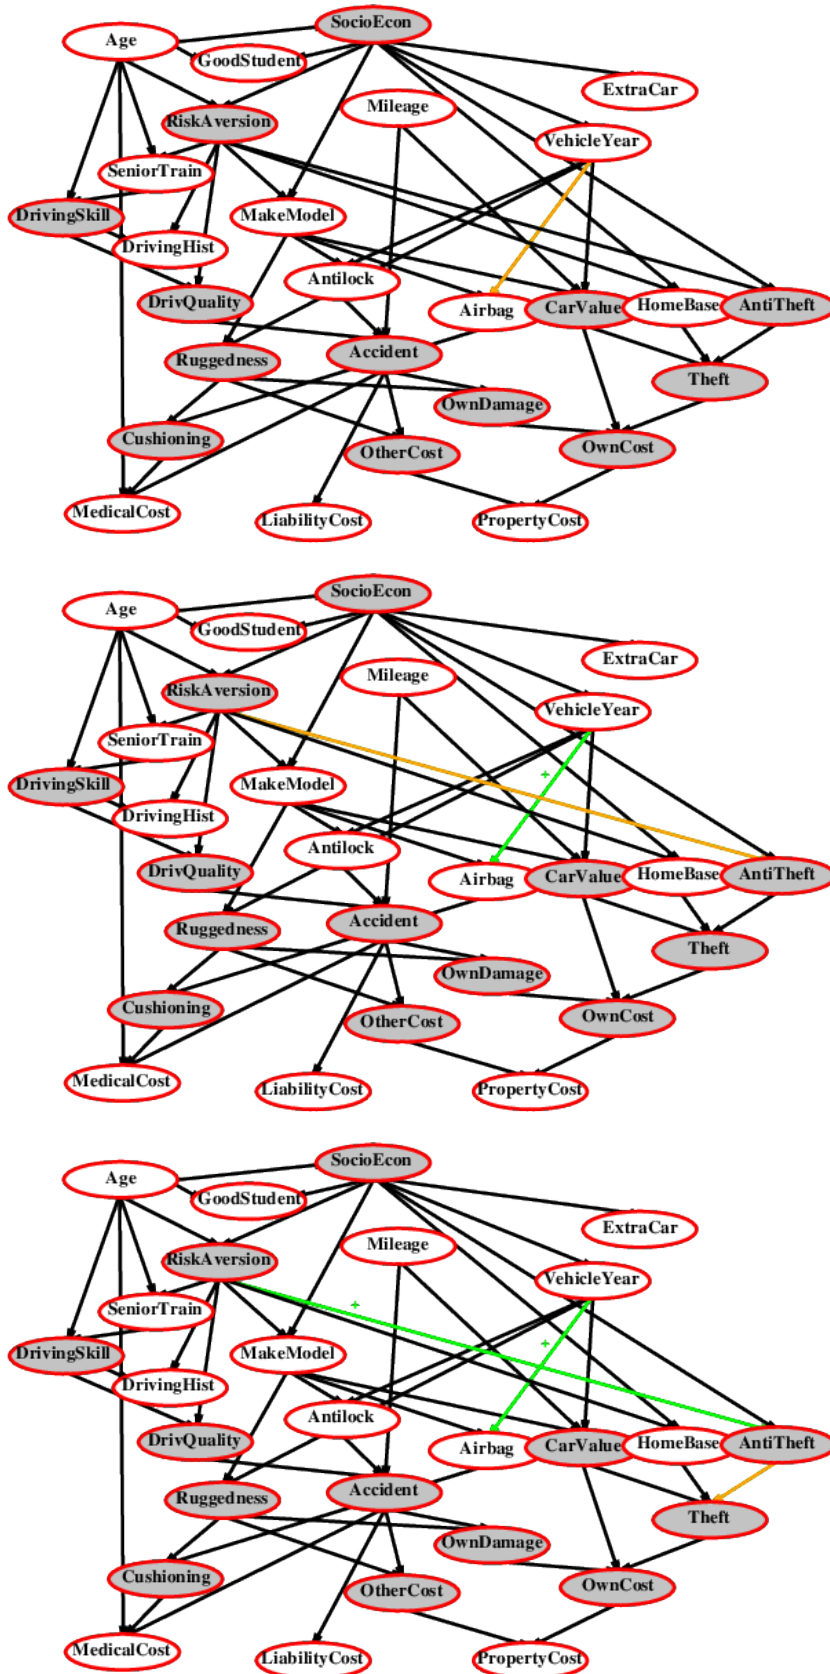 SocioEcon
Age
GoodStudent
ExtraCar
Mileage
RiskAversion
VehicleYear
SeniorTrain
DrivingSkill
MakeModel
DrivingHist
Antilock
DrivQuality
Airbag
CarValue
HomeBase
AntiTheft
Ruggedness
Accident
Theft
OwnDamage
Cushioning
OtherCost
OwnCost
MedicalCost
LiabilityCost
PropertyCost
SocioEcon
Age
GoodStudent
ExtraCar
Mileage
RiskAversion
VehicleYear
SeniorTrain
+
DrivingSkill
MakeModel
DrivingHist
Antilock
DrivQuality
Airbag
CarValue
HomeBase
AntiTheft
Ruggedness
Accident
Theft
OwnDamage
Cushioning
OtherCost
OwnCost
MedicalCost
LiabilityCost
PropertyCost
SocioEcon
Age
GoodStudent
ExtraCar
Mileage
RiskAversion
VehicleYear
SeniorTrain
+
+
DrivingSkill
MakeModel
DrivingHist
Antilock
DrivQuality
Airbag
CarValue
HomeBase
AntiTheft
Ruggedness
Accident
Theft
OwnDamage
Cushioning
OtherCost
OwnCost
MedicalCost
LiabilityCost
PropertyCost